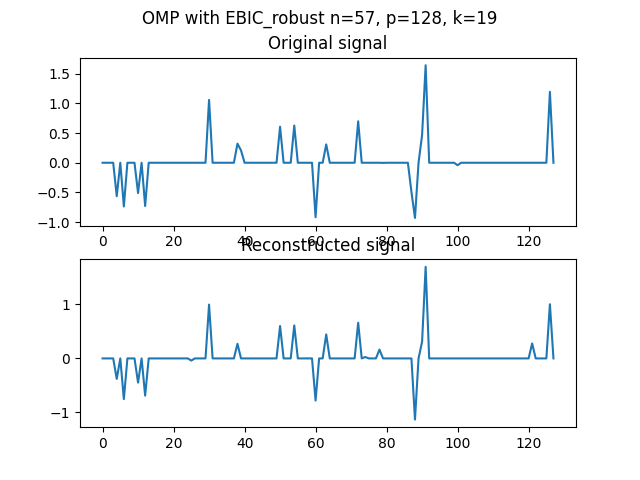 OMP with EBIC_robust n=57, p=128, k=19
Original signal
1.5
1.0
0.5
0.0
−0.5
−1.0
0 20 40 60 80 100 120
Reconstructed signal
1
0
−1
0 20 40 60 80 100 120